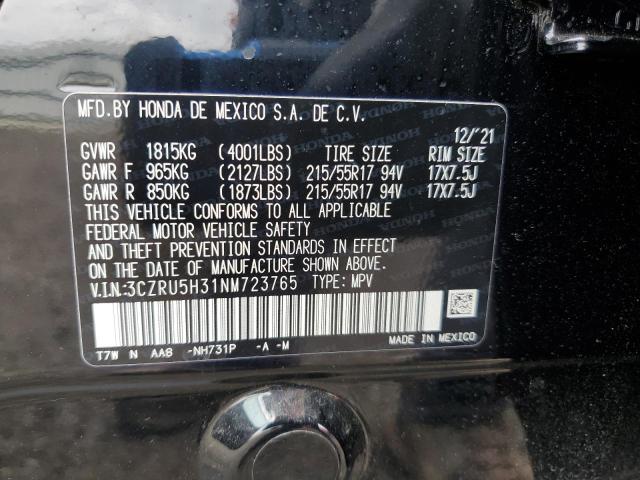 MFD.BY HONDA DE MEXICO S.A. DE C.V.
12/'21
GVWR 1815KG (4001LBS) TIRE SIZE RIM SIZE
GAWR F 965KG (2127LBS) 215/55R17 94V 17X7.5J
GAWR R 850KG (1873LBS) 215/55R17 94V 17X7.5J
THIS VEHICLE CONFORMS TO ALL APPLICABLE
FEDERAL MOTOR VEHICLE SAFETY
AND THEFT PREVENTION STANDARDS IN EFFECT
ON DATE OF MANUFACTURE SHOWN ABOVE.
V.I.N:3CZRU5H31NM723765 TYPE: MPV
T7W N AA6 -NH731P -A -M
MADE IN MEXICO